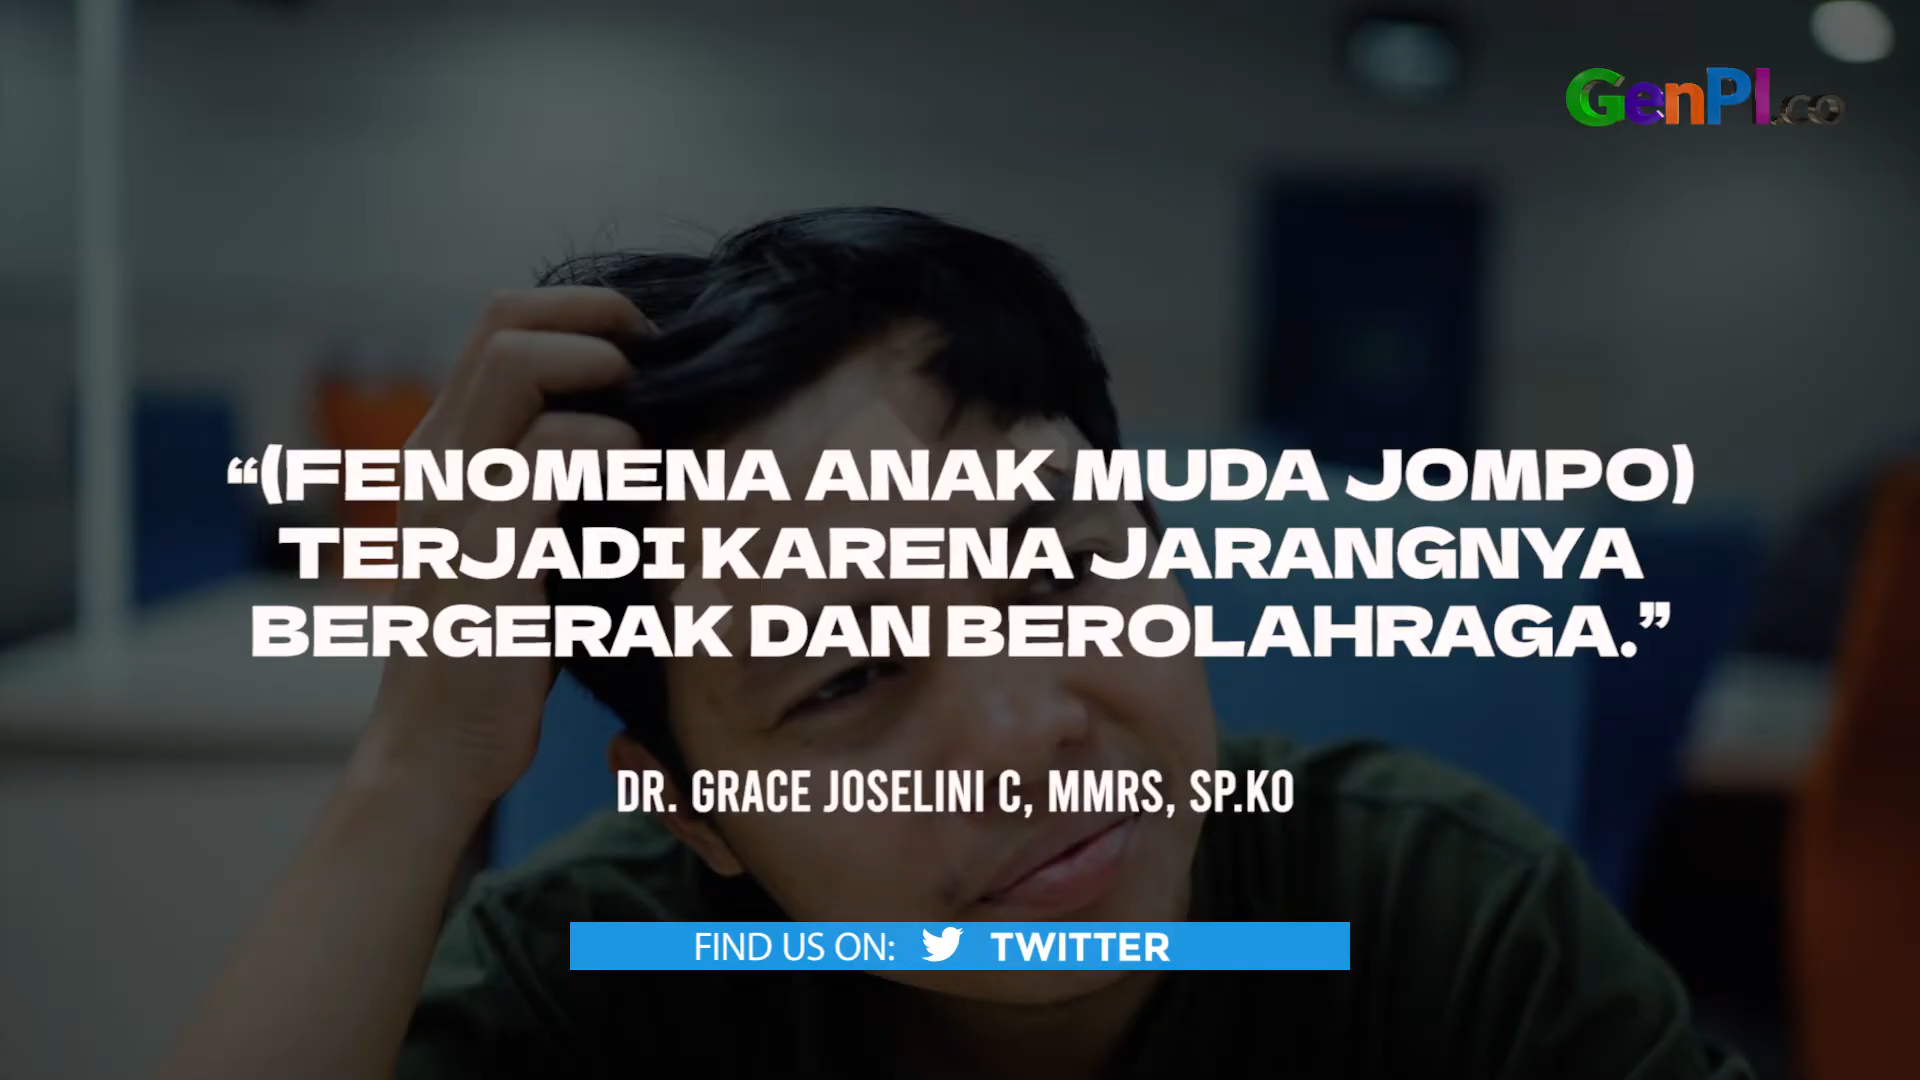 GenPI.co
“(FENOMENA ANAK MUDA JOMPO)
TERJADI KARENA JARANGNYA
BERGERAK DAN BEROLAHRAGA.”
DR. GRACE JOSELINI C, MMRS, SP.KO
FIND US ON: TWITTER